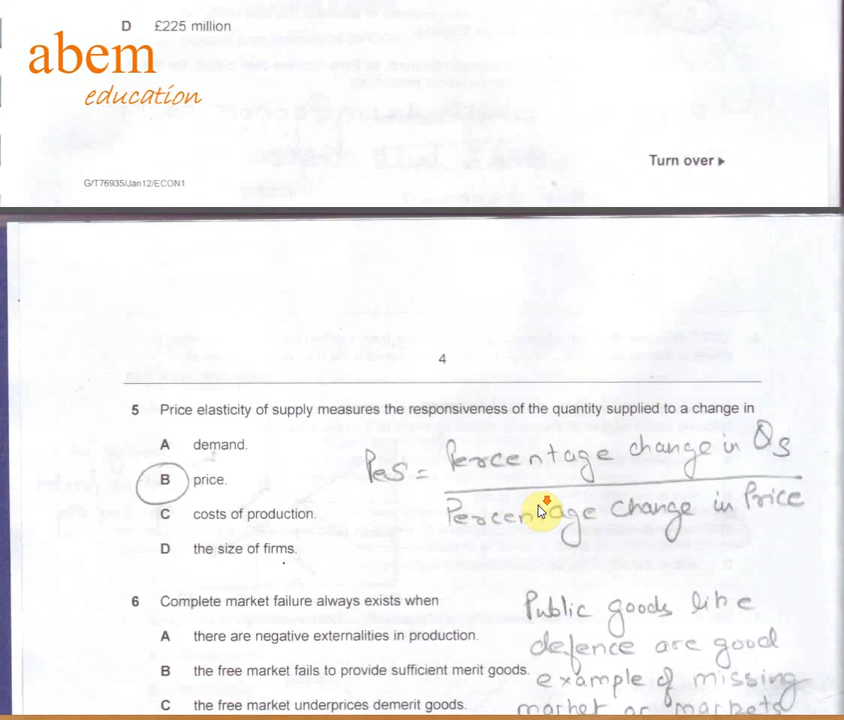 D £225 million
abem
education
Turn over ▶
G/T76935/Jan12/ECON1
4
5 Price elasticity of supply measures the responsiveness of the quantity supplied to a change in
A demand.
B price.
C costs of production.
D the size of firms.
PeS = Percentage change in Qs
Percentage change in Price
6 Complete market failure always exists when
A there are negative externalities in production.
B the free market fails to provide sufficient merit goods.
C the free market underprices demerit goods.
Public goods like
defence are good
example of missing
market or markets